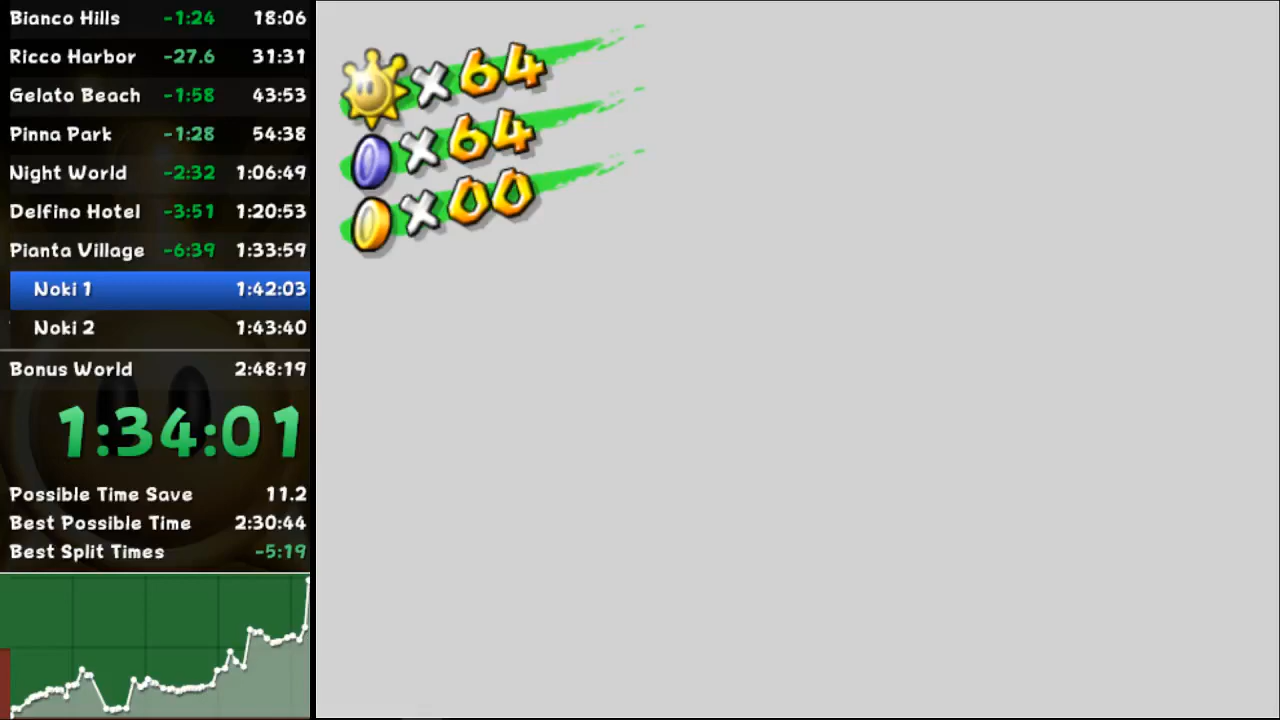 Bianco Hills -1:24 18:06
Ricco Harbor -27.6 31:31
Gelato Beach -1:58 43:53
Pinna Park -1:28 54:38
Night World -2:32 1:06:49
Delfino Hotel -3:51 1:20:53
Pianta Village -6:39 1:33:59
Noki 1 1:42:03
Noki 2 1:43:40
Bonus World 2:48:19
1:34:01
Possible Time Save 11.2
Best Possible Time 2:30:44
Best Split Times -5:19
×64
×64
×00